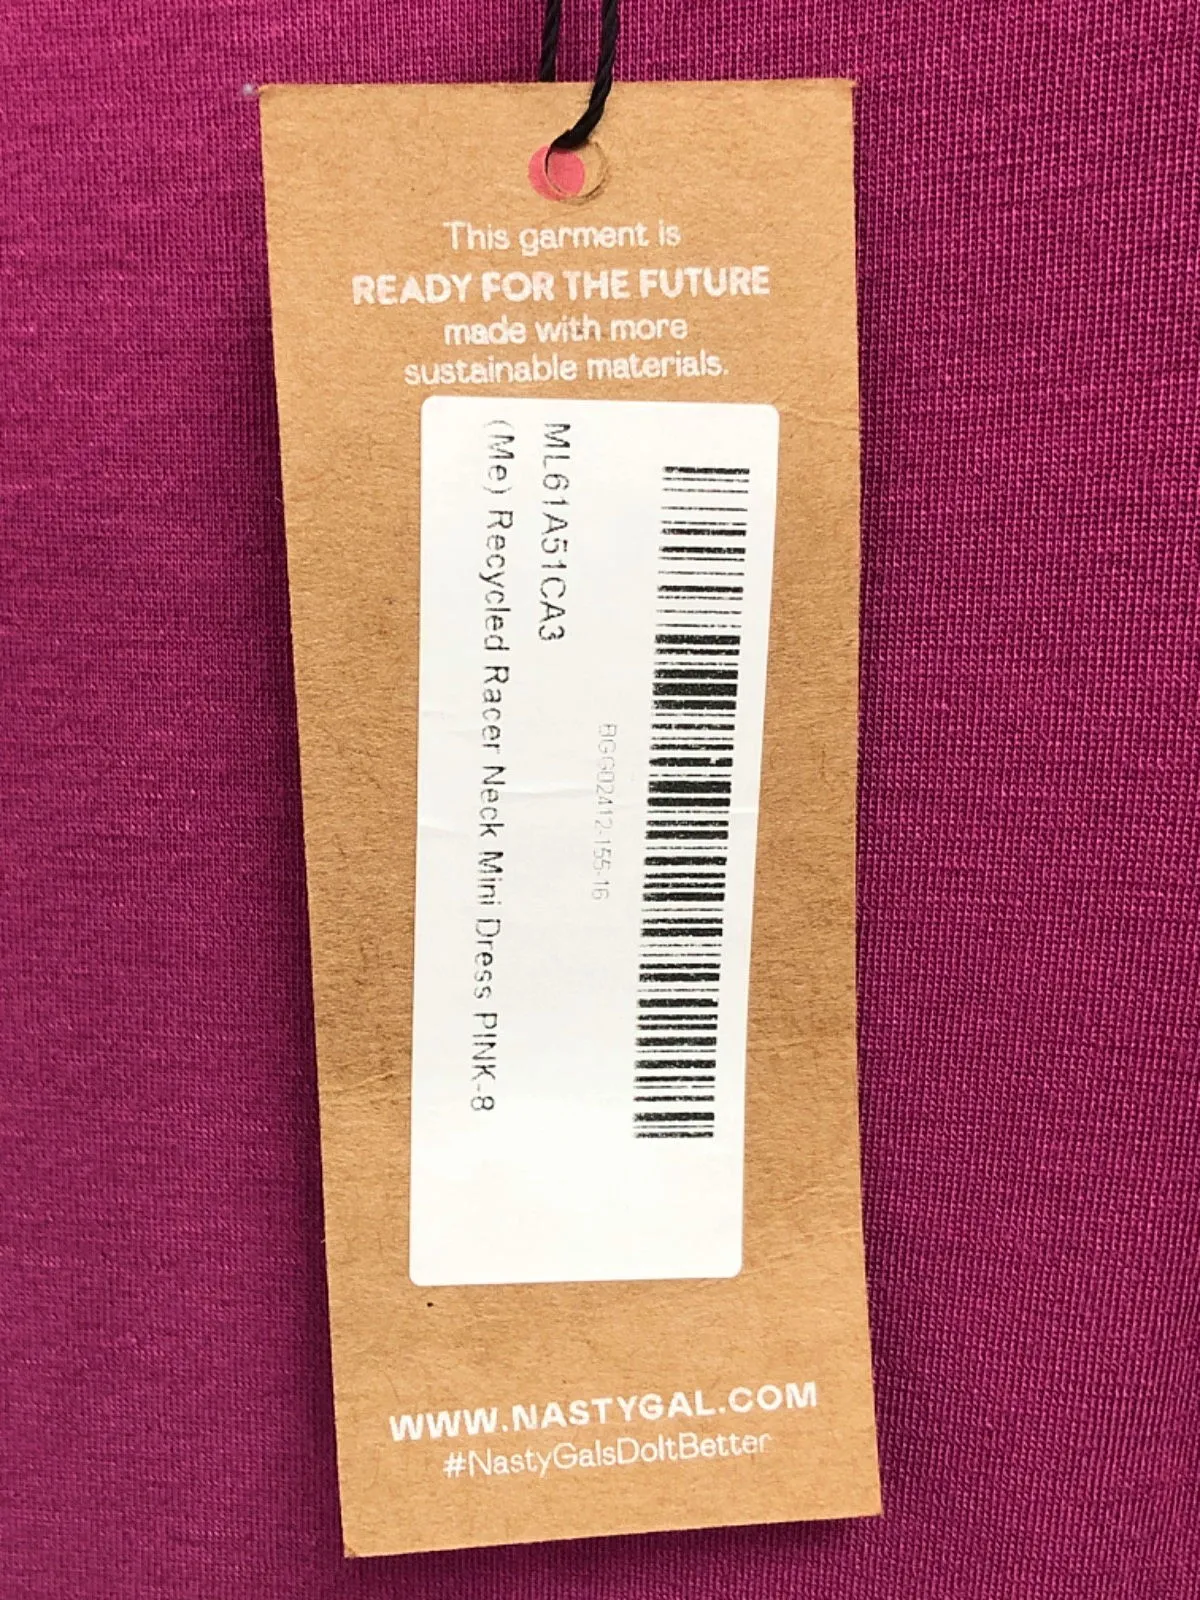 This garment is
READY FOR THE FUTURE
made with more
sustainable materials.
BGG02412-155-16
ML61A51CA3
(Me) Recycled Racer Neck Mini Dress PINK-8
WWW.NASTYGAL.COM
#NastyGalsDoItBetter